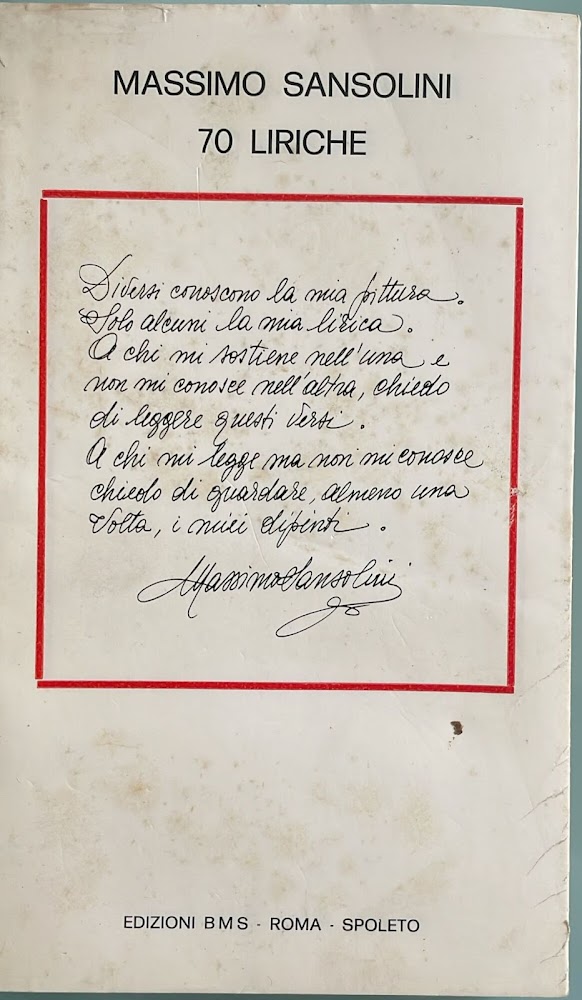 MASSIMO SANSOLINI
70 LIRICHE
Diversi conoscono la mia pittura.
Solo alcuni la mia lirica.
A chi mi sostiene nell'una e
non mi conosce nell'altra, chiedo
di leggere questi versi.
A chi mi legge ma non mi conosce
chiedo di guardare, almeno una
volta, i miei dipinti.
Massimo Sansolini
EDIZIONI BMS - ROMA - SPOLETO